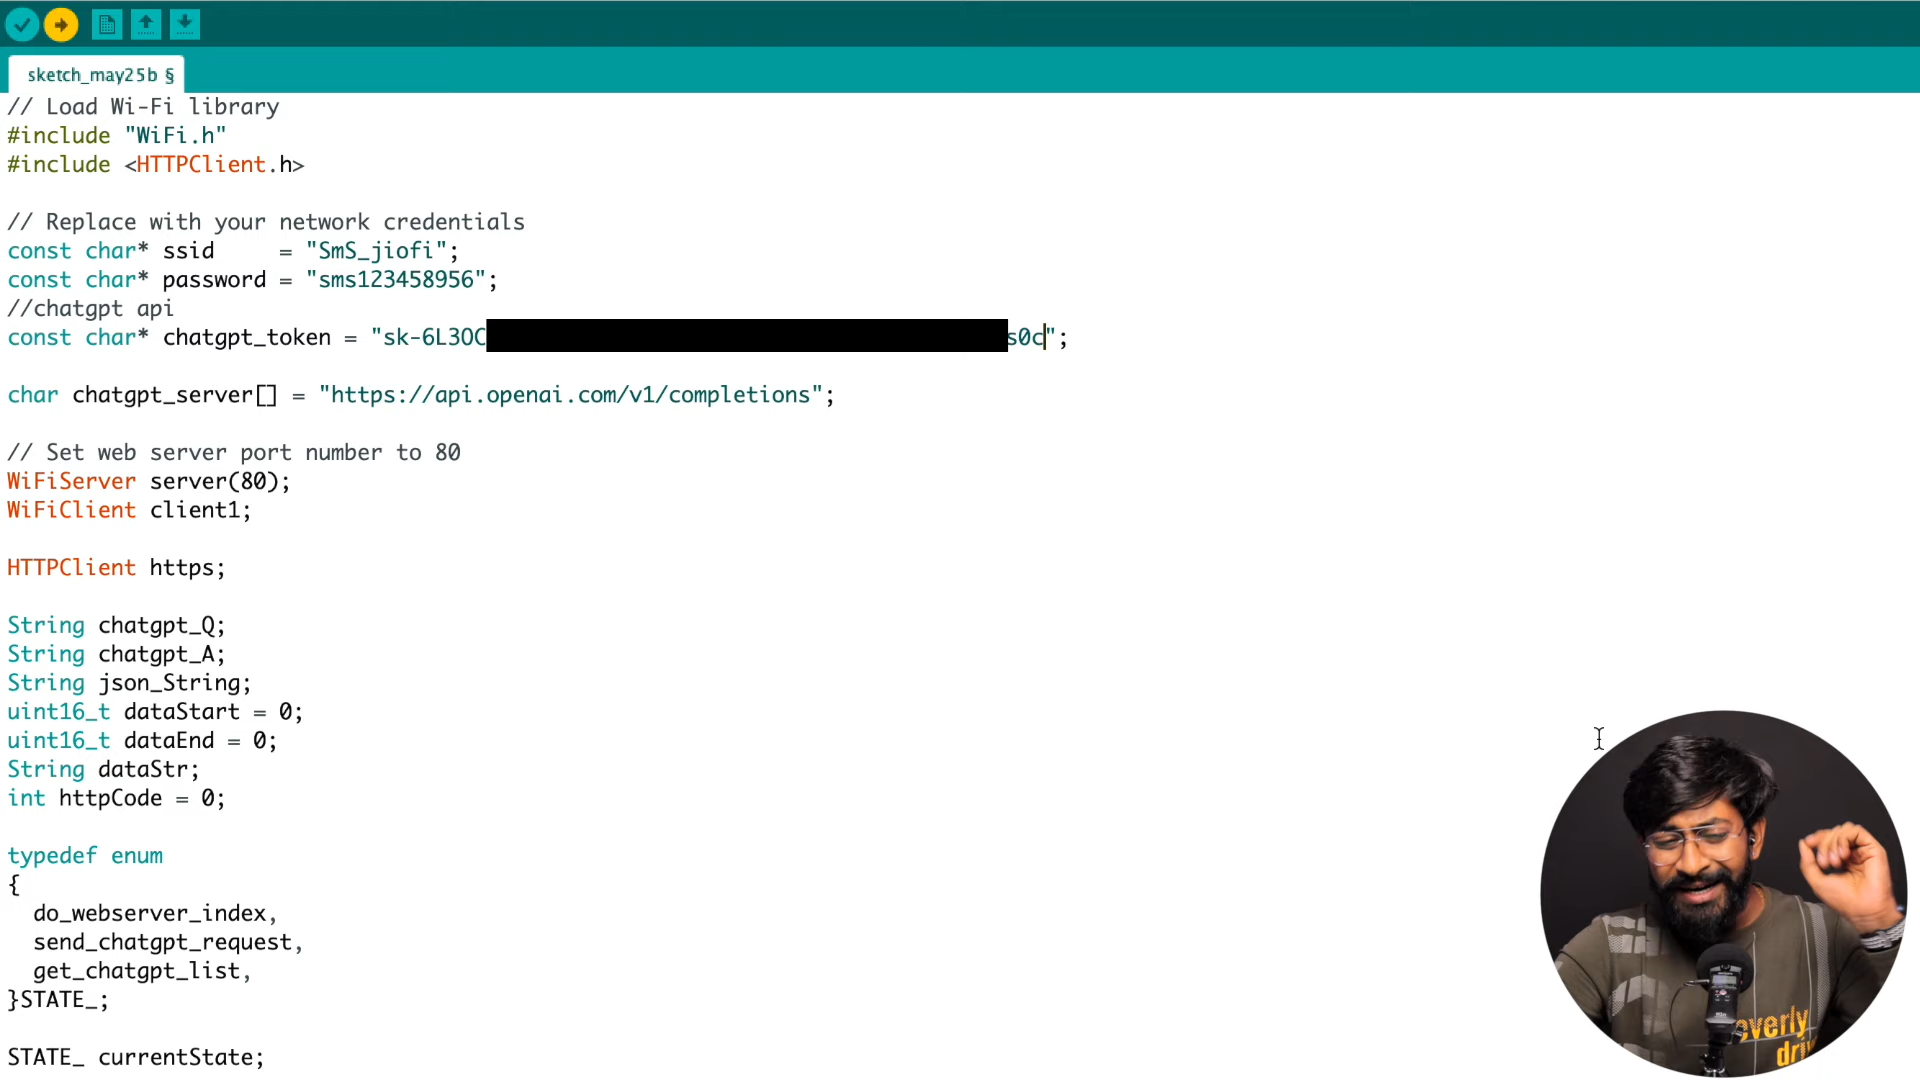 sketch_may25b §
// Load Wi-Fi library
#include "WiFi.h"
#include <HTTPClient.h>
// Replace with your network credentials
const char* ssid     = "SmS_jiofi";
const char* password = "sms123458956";
//chatgpt api
const char* chatgpt_token = "sk-6L3OC s0c";
char chatgpt_server[] = "https://api.openai.com/v1/completions";
// Set web server port number to 80
WiFiServer server(80);
WiFiClient client1;
HTTPClient https;
String chatgpt_Q;
String chatgpt_A;
String json_String;
uint16_t dataStart = 0;
uint16_t dataEnd = 0;
String dataStr;
int httpCode = 0;
typedef enum
{
  do_webserver_index,
  send_chatgpt_request,
  get_chatgpt_list,
}STATE_;
STATE_ currentState;